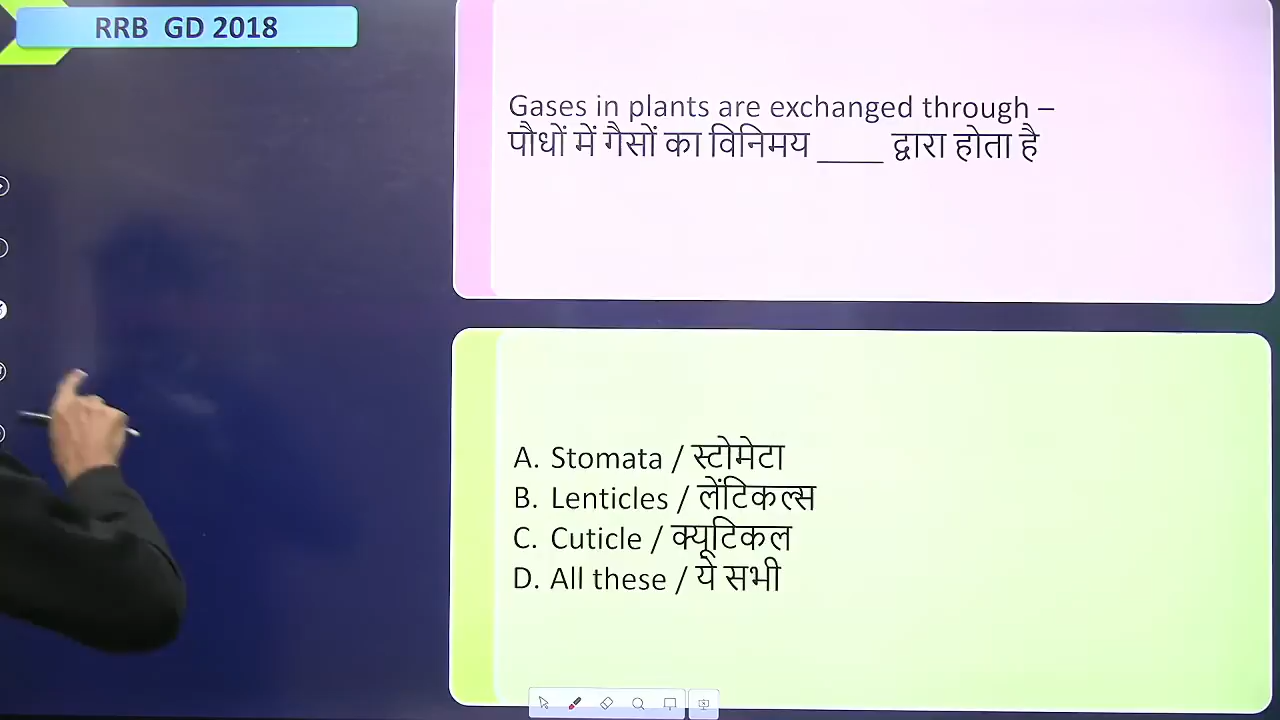 RRB GD 2018
Gases in plants are exchanged through –
पौधों में गैसों का विनिमय ____ द्वारा होता है
A. Stomata / स्टोमेटा
B. Lenticles / लेंटिकल्स
C. Cuticle / क्यूटिकल
D. All these / ये सभी